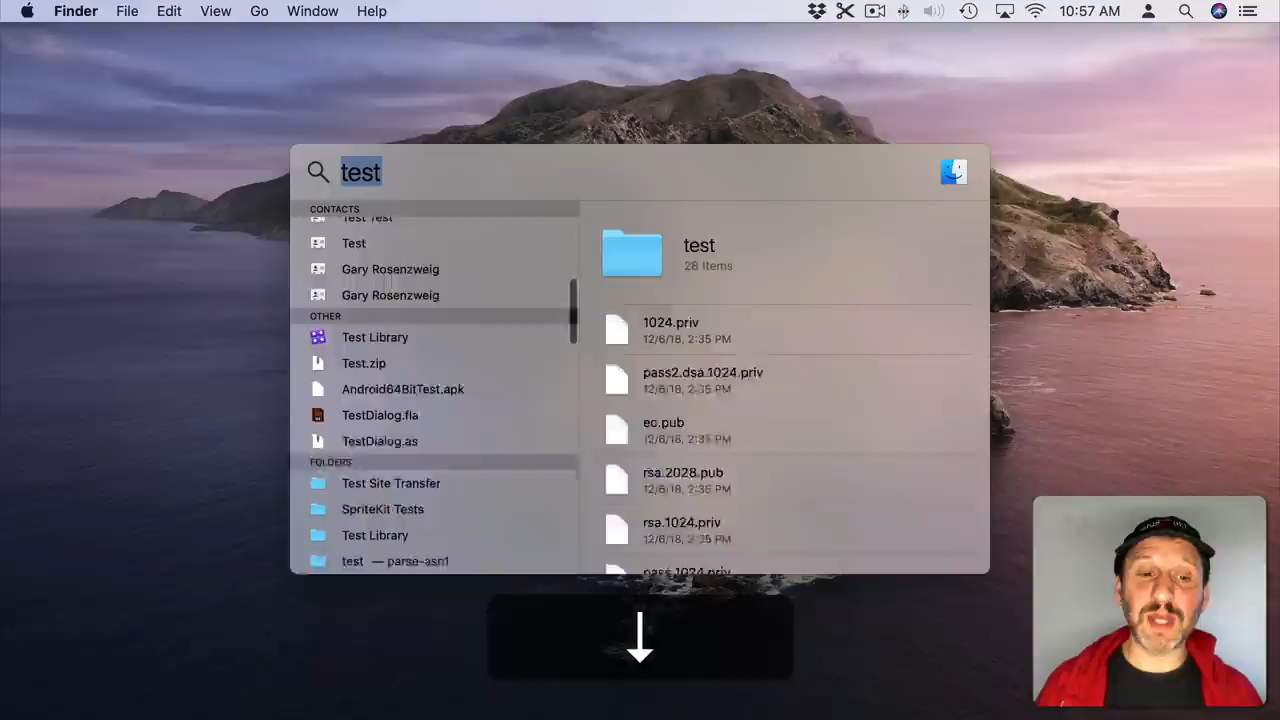 Finder File Edit View Go Window Help 10:57 AM
test
CONTACTS
Test Test
Test
Gary Rosenzweig
Gary Rosenzweig
OTHER
Test Library
Test.zip
Android64BitTest.apk
TestDialog.fla
TestDialog.as
FOLDERS
Test Site Transfer
SpriteKit Tests
Test Library
test — parse-asn1
test
28 Items
1024.priv
12/6/18, 2:35 PM
pass2.dsa.1024.priv
12/6/18, 2:35 PM
ec.pub
12/6/18, 2:35 PM
rsa.2028.pub
12/6/18, 2:35 PM
rsa.1024.priv
12/6/18, 2:35 PM
pass.1024.priv